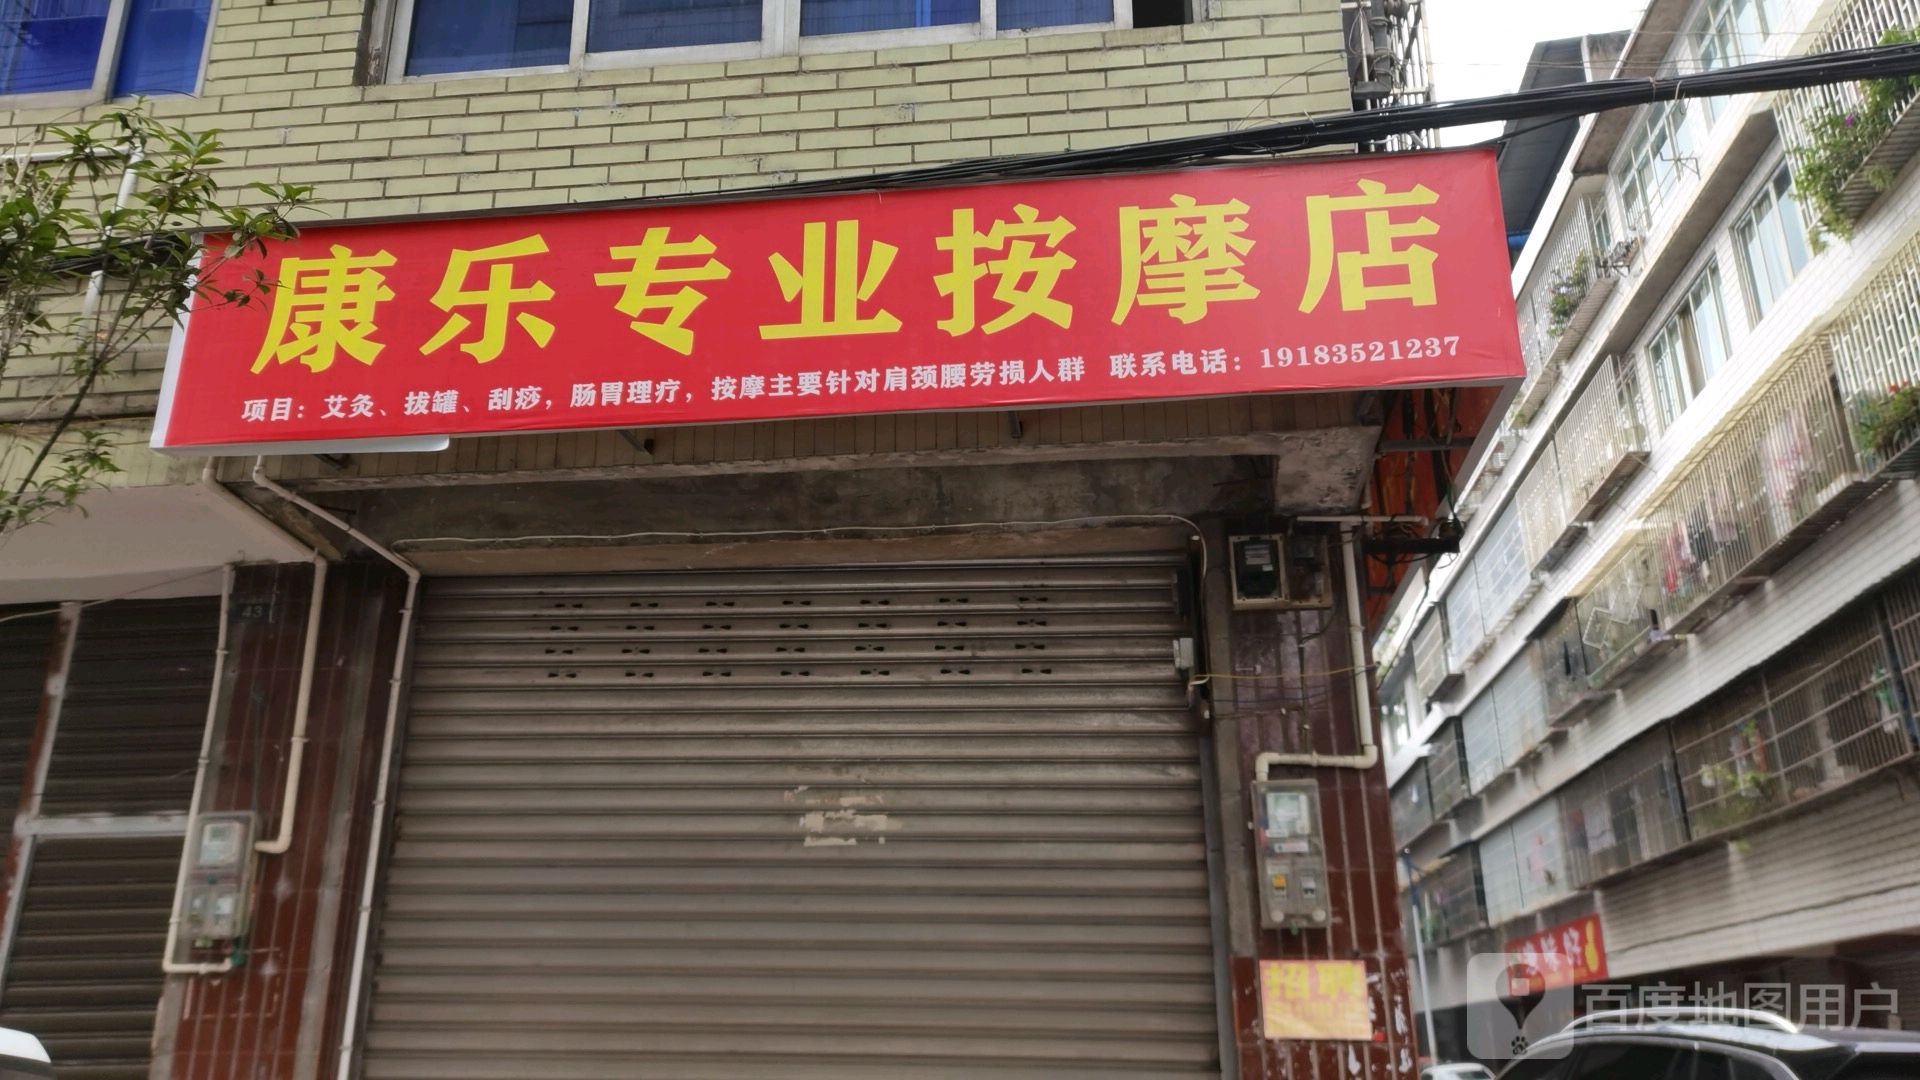 康乐专业按摩店
项目：艾灸、拔罐、刮痧，肠胃理疗，按摩主要针对肩颈腰劳损人群 联系电话：19183521237
43
招聘
百度地图用户